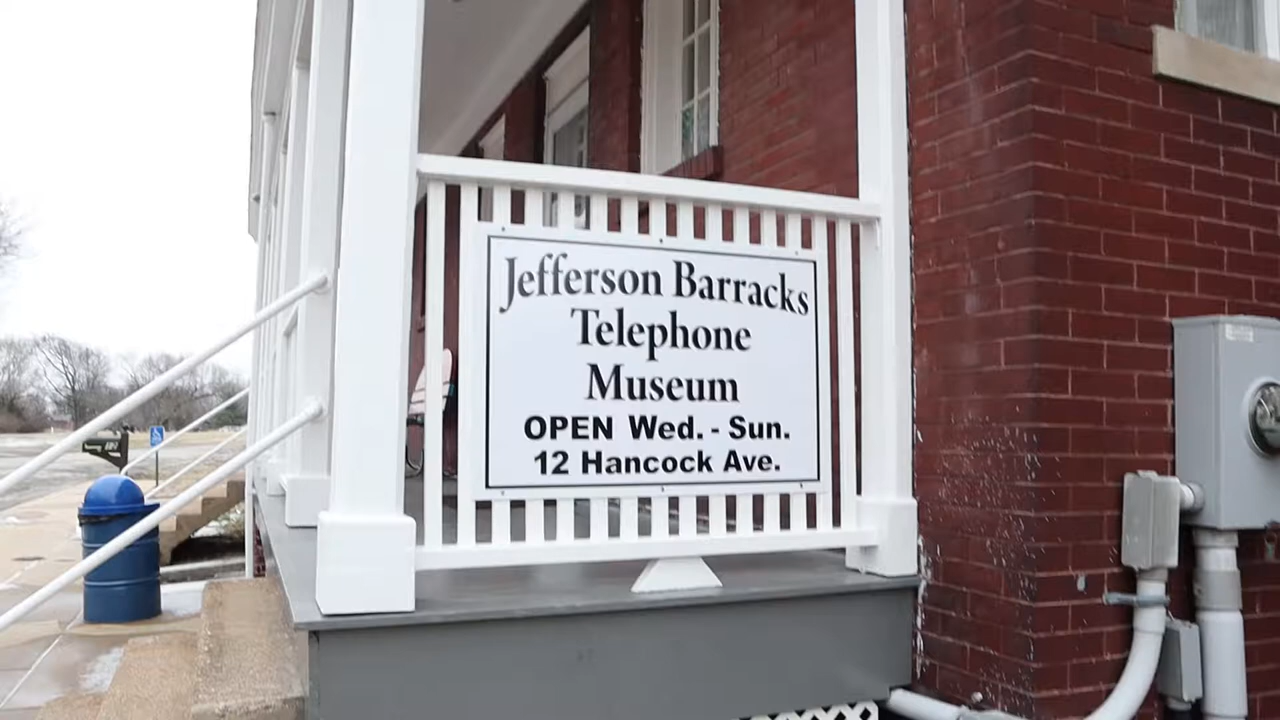 Jefferson Barracks
Telephone
Museum
OPEN Wed. - Sun.
12 Hancock Ave.